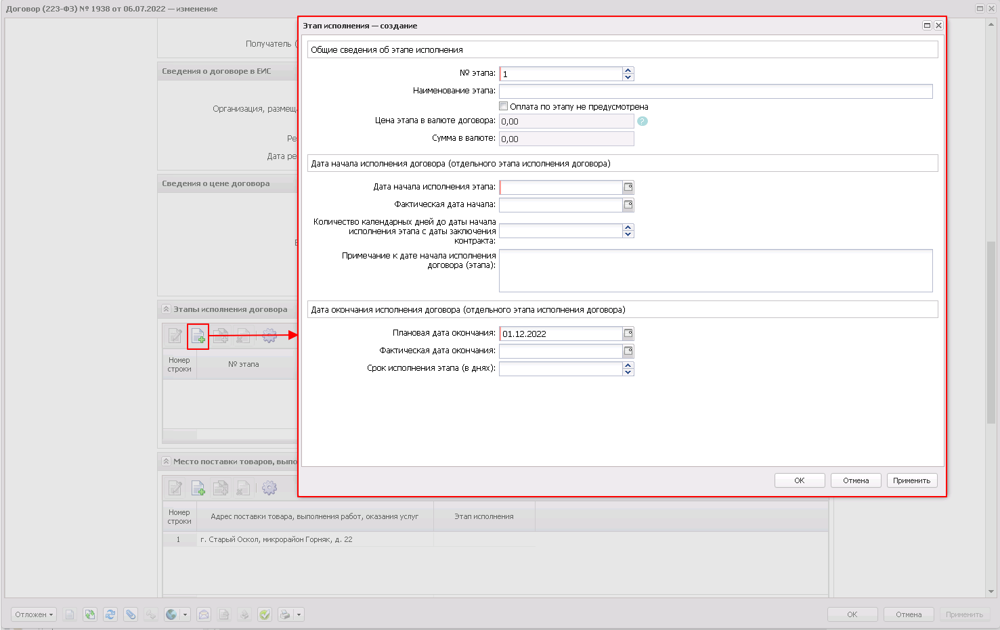 Договор (223-ФЗ) № 1938 от 06.07.2022 — изменение
Получатель (
Сведения о договоре в ЕИС
Организация, размеща
Ре
Дата ре
Сведения о цене договора
Этапы исполнения договора
Номер строки
№ этапа
Место поставки товаров, выпо
Номер строки
Адрес поставки товара, выполнения работ, оказания услуг
Этап исполнения
1
г. Старый Оскол, микрорайон Горняк, д. 22
Этап исполнения — создание
Общие сведения об этапе исполнения
№ этапа: 1
Наименование этапа:
Оплата по этапу не предусмотрена
Цена этапа в валюте договора: 0,00 ?
Сумма в валюте: 0,00
Дата начала исполнения договора (отдельного этапа исполнения договора)
Дата начала исполнения этапа:
Фактическая дата начала:
Количество календарных дней до даты начала
исполнения этапа с даты заключения
контракта:
Примечание к дате начала исполнения
договора (этапа):
Дата окончания исполнения договора (отдельного этапа исполнения договора)
Плановая дата окончания: 01.12.2022
Фактическая дата окончания:
Срок исполнения этапа (в днях):
ОК Отмена Применить
Отложен
ОК Отмена Применить